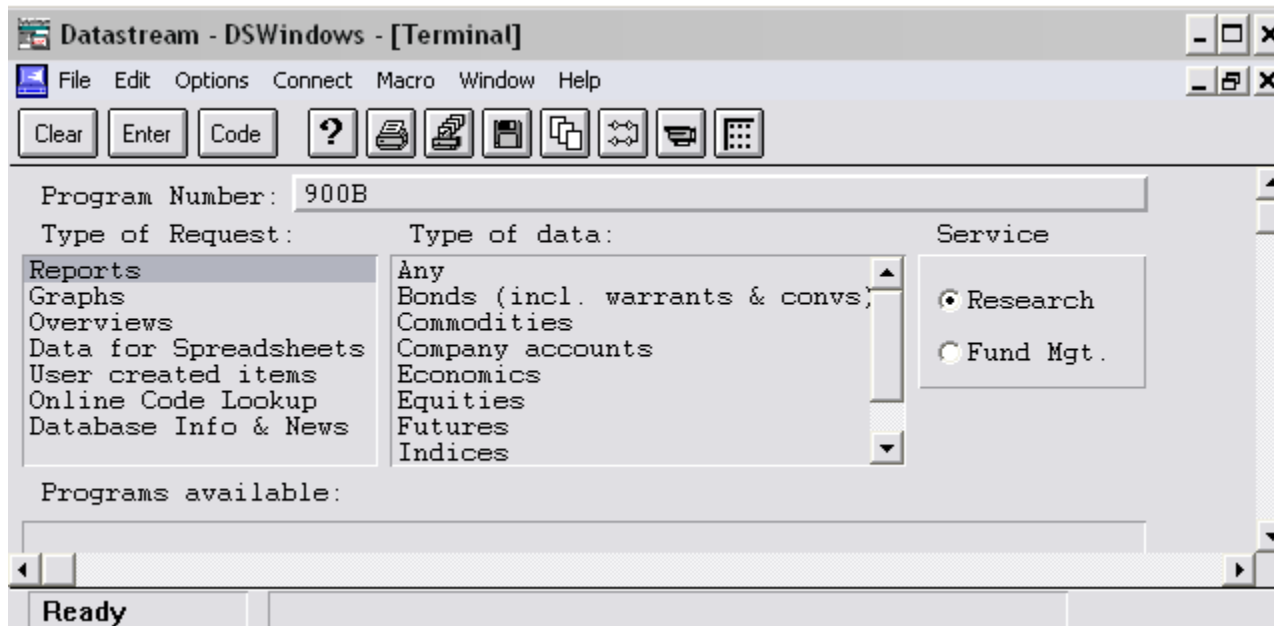 Datastream - DSWindows - [Terminal]
File Edit Options Connect Macro Window Help
Clear Enter Code ?
Program Number: 900B
Type of Request: Type of data: Service
Reports
Graphs
Overviews
Data for Spreadsheets
User created items
Online Code Lookup
Database Info & News
Any
Bonds (incl. warrants & convs)
Commodities
Company accounts
Economics
Equities
Futures
Indices
Research
Fund Mgt.
Programs available:
Ready